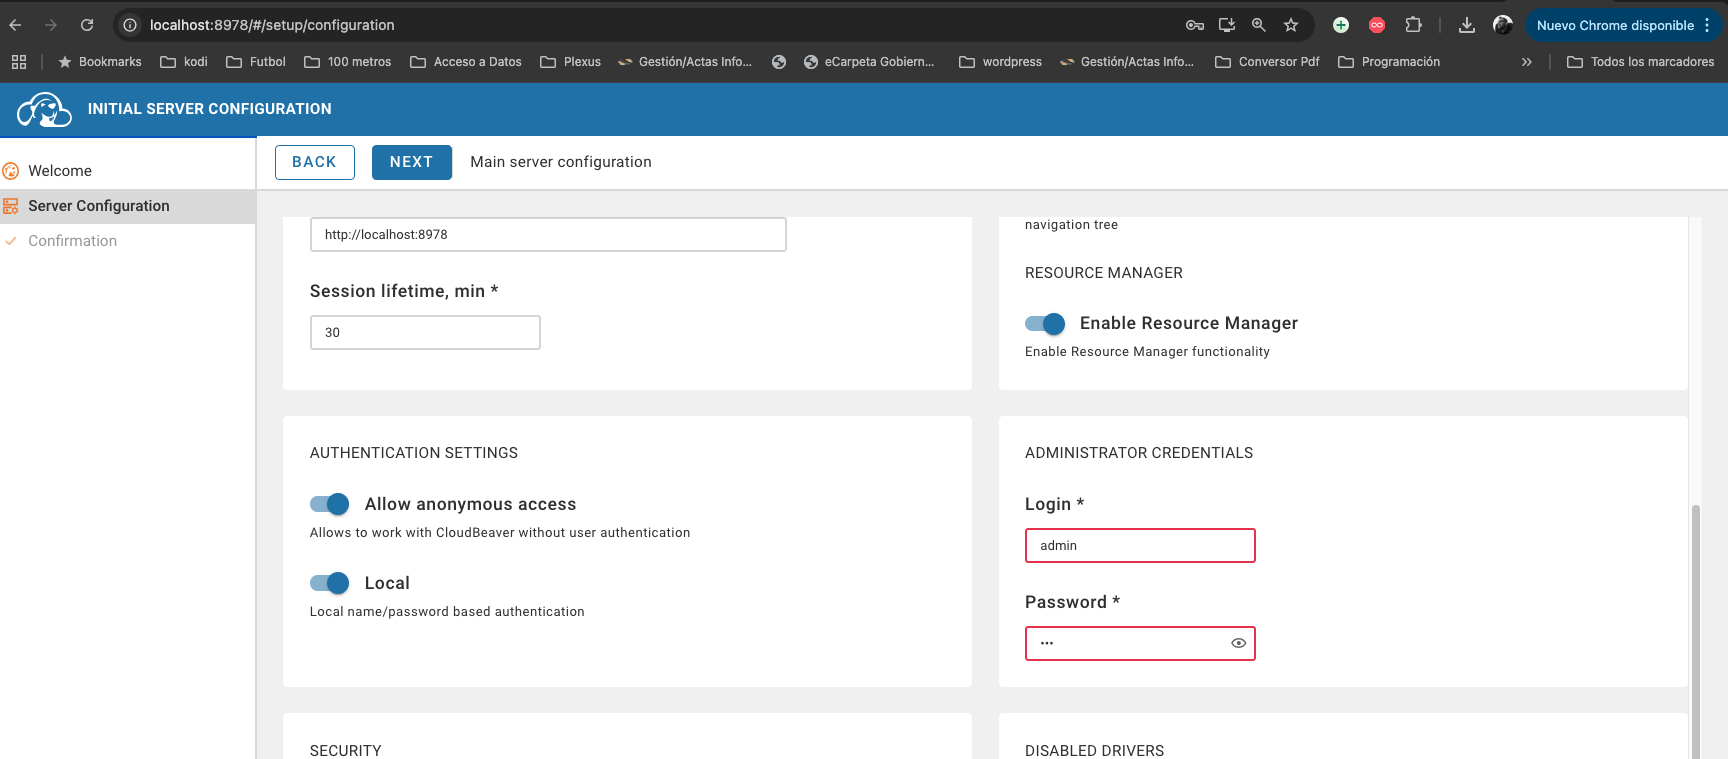 localhost:8978/#/setup/configuration
Nuevo Chrome disponible
Bookmarks
kodi
Futbol
100 metros
Acceso a Datos
Plexus
Gestión/Actas Info...
eCarpeta Gobiern...
wordpress
Gestión/Actas Info...
Conversor Pdf
Programación
Todos los marcadores
INITIAL SERVER CONFIGURATION
Welcome
Server Configuration
Confirmation
BACK
NEXT
Main server configuration
http://localhost:8978
Session lifetime, min *
30
navigation tree
RESOURCE MANAGER
Enable Resource Manager
Enable Resource Manager functionality
AUTHENTICATION SETTINGS
Allow anonymous access
Allows to work with CloudBeaver without user authentication
Local
Local name/password based authentication
ADMINISTRATOR CREDENTIALS
Login *
admin
Password *
•••
SECURITY
DISABLED DRIVERS